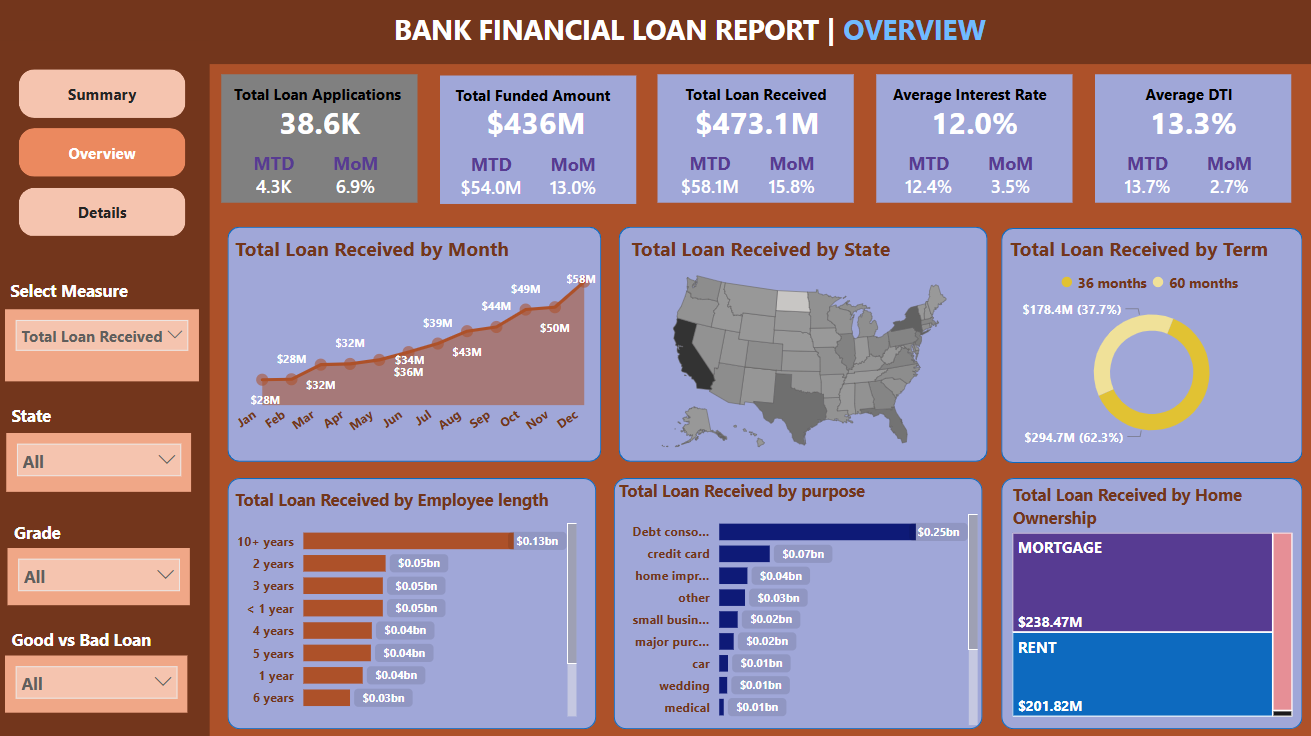 BANK FINANCIAL LOAN REPORT | OVERVIEW
Summary
Overview
Details
Select Measure
Total Loan Received
State
All
Grade
All
Good vs Bad Loan
All
Total Loan Applications
38.6K
MTD MoM
4.3K 6.9%
Total Funded Amount
$436M
MTD MoM
$54.0M 13.0%
Total Loan Received
$473.1M
MTD MoM
$58.1M 15.8%
Average Interest Rate
12.0%
MTD MoM
12.4% 3.5%
Average DTI
13.3%
MTD MoM
13.7% 2.7%
Total Loan Received by Month
$28M
$28M
$32M
$32M
$34M
$36M
$39M
$43M
$44M
$49M
$50M
$58M
Jan Feb Mar Apr May Jun Jul Aug Sep Oct Nov Dec
Total Loan Received by State
Total Loan Received by Term
36 months 60 months
$178.4M (37.7%)
$294.7M (62.3%)
Total Loan Received by Employee length
10+ years $0.13bn
2 years $0.05bn
3 years $0.05bn
< 1 year $0.05bn
4 years $0.04bn
5 years $0.04bn
1 year $0.04bn
6 years $0.03bn
Total Loan Received by purpose
Debt conso... $0.25bn
credit card $0.07bn
home impr... $0.04bn
other $0.03bn
small busin... $0.02bn
major purc... $0.02bn
car $0.01bn
wedding $0.01bn
medical $0.01bn
Total Loan Received by Home
Ownership
MORTGAGE
$238.47M
RENT
$201.82M